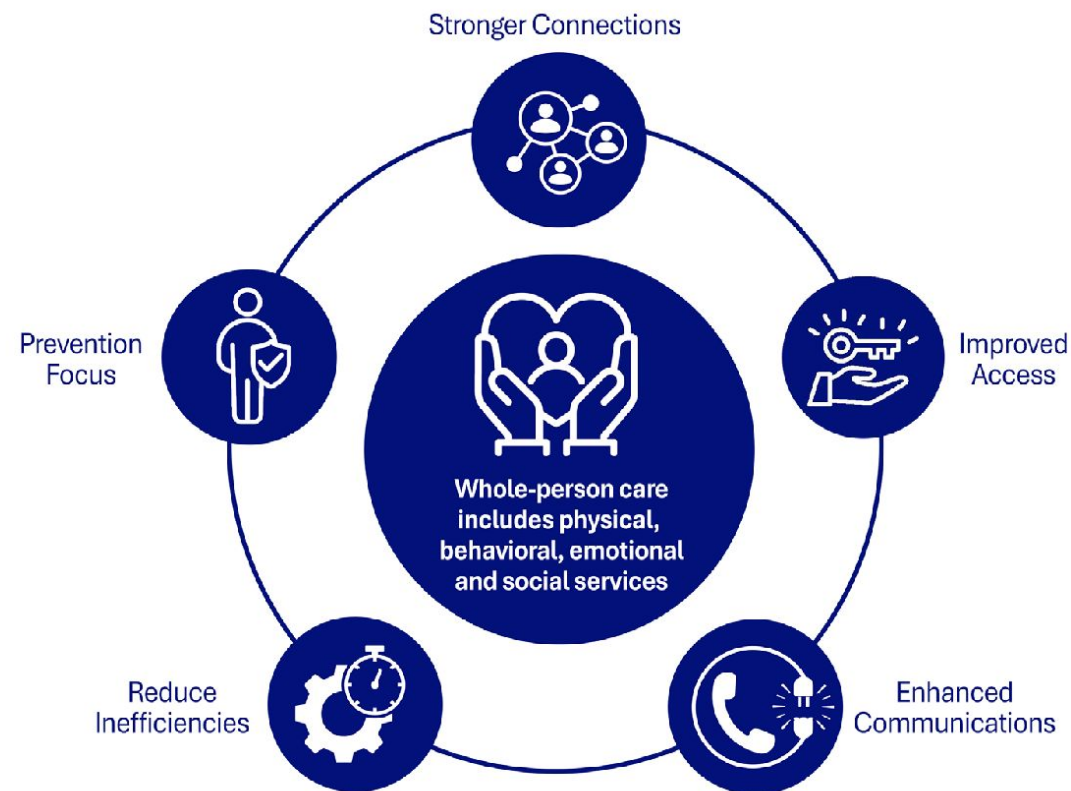 Stronger Connections
Prevention
Focus
Improved
Access
Whole-person care
includes physical,
behavioral, emotional
and social services
Reduce
Inefficiencies
Enhanced
Communications